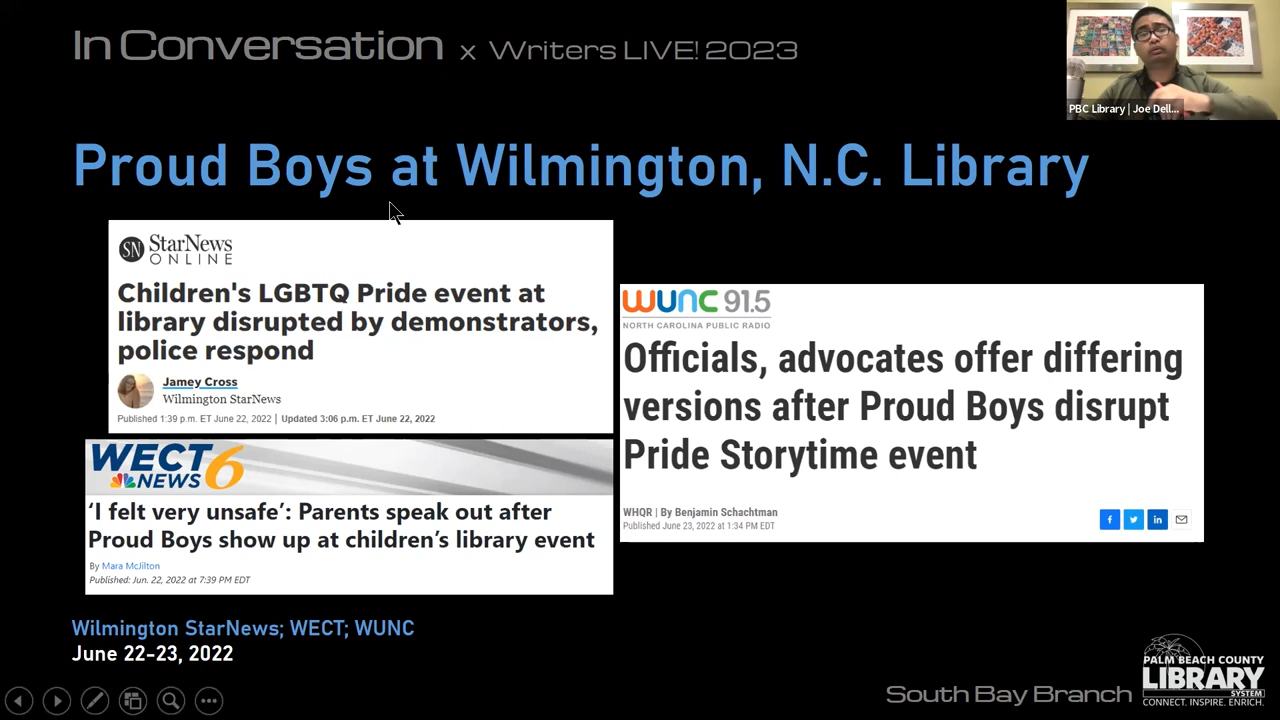 In Conversation x Writers LIVE! 2023
PBC Library | Joe Dell...
Proud Boys at Wilmington, N.C. Library
SN StarNews
ONLINE
Children's LGBTQ Pride event at
library disrupted by demonstrators,
police respond
Jamey Cross
Wilmington StarNews
Published 1:39 p.m. ET June 22, 2022 | Updated 3:06 p.m. ET June 22, 2022
WECT 6
NEWS
‘I felt very unsafe’: Parents speak out after
Proud Boys show up at children’s library event
By Mara McJilton
Published: Jun. 22, 2022 at 7:39 PM EDT
WUNC 91.5
NORTH CAROLINA PUBLIC RADIO
Officials, advocates offer differing
versions after Proud Boys disrupt
Pride Storytime event
WHQR | By Benjamin Schachtman
Published June 23, 2022 at 1:34 PM EDT
Wilmington StarNews; WECT; WUNC
June 22-23, 2022
South Bay Branch
PALM BEACH COUNTY
LIBRARY
SYSTEM
CONNECT. INSPIRE. ENRICH.